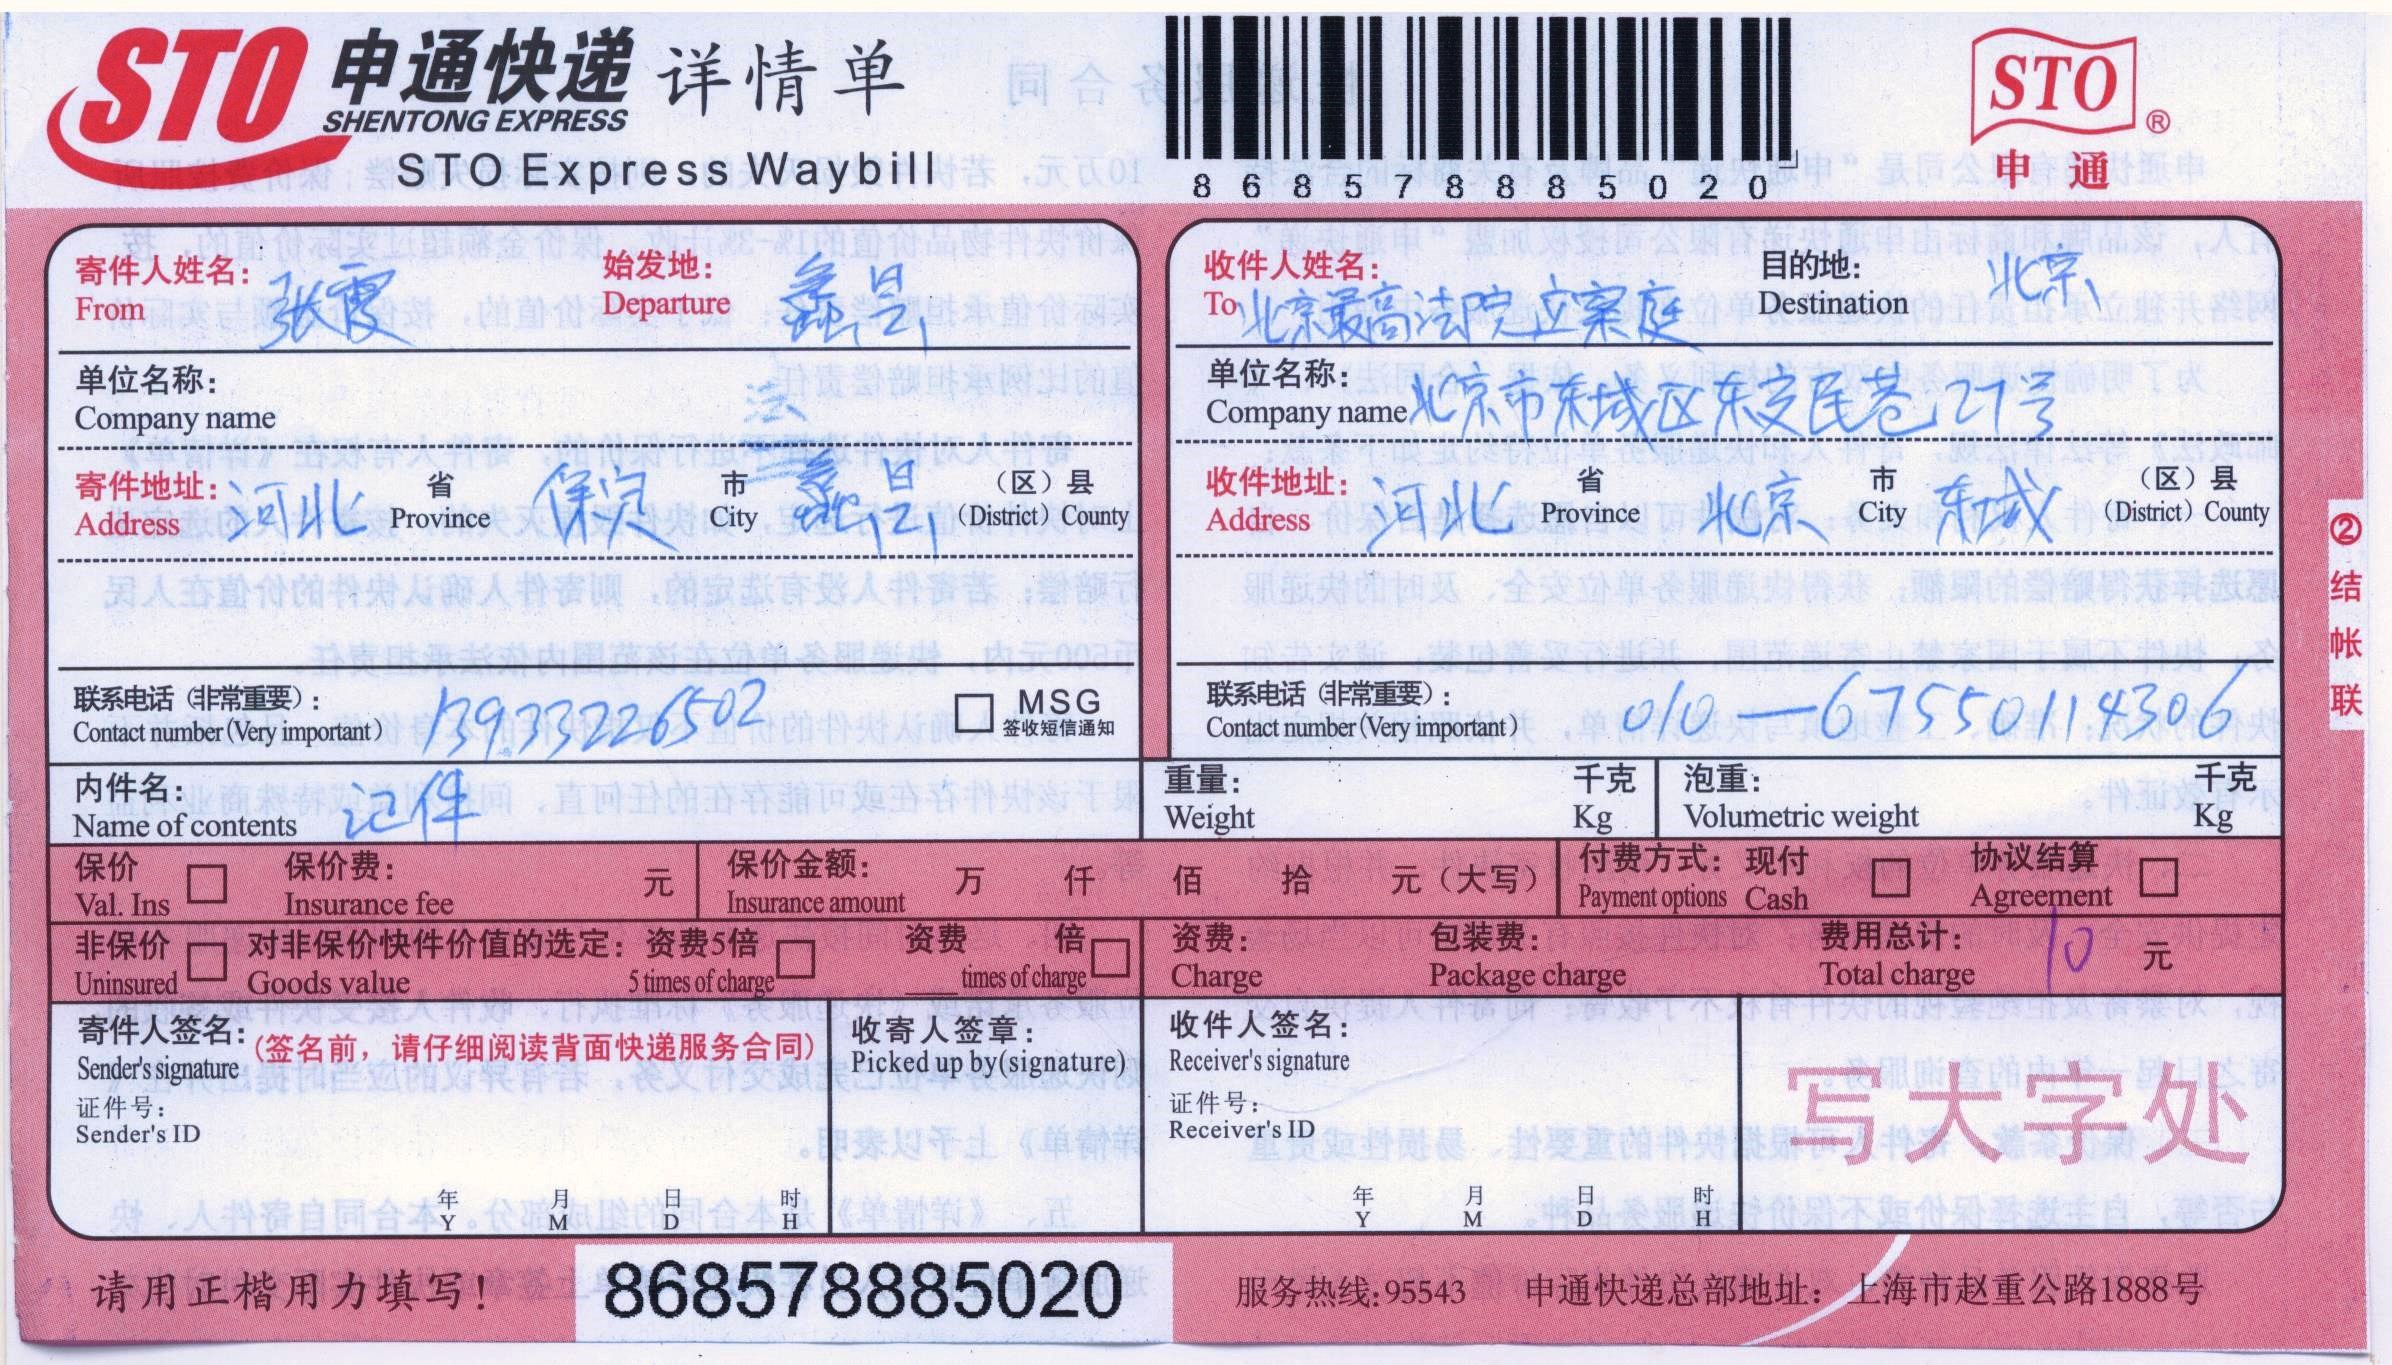 STO 申通快递 详情单
SHENTONG EXPRESS
STO Express Waybill
868578885020
STO ®
申通
寄件人姓名: 张霞 始发地: 蠡县
From Departure
收件人姓名: 北京最高法院立案庭 目的地: 北京
To Destination
单位名称:
Company name
法
单位名称: 北京市东城区东交民巷27号
Company name
寄件地址: 河北 省 保定 市 蠡县 (区)县
Address Province City (District) County
收件地址: 河北 省 北京 市 东城 (区)县
Address Province City (District) County
联系电话(非常重要): 13933226502 MSG
Contact number(Very important) 签收短信通知
联系电话(非常重要): 010—67550114306
Contact number(Very important)
内件名: 证件
Name of contents
重量: 千克 泡重: 千克
Weight Kg Volumetric weight Kg
保价 保价费: 元 保价金额: 万 仟 佰 拾 元(大写) 付费方式: 现付 协议结算
Val. Ins Insurance fee Insurance amount Payment options Cash Agreement
非保价 对非保价快件价值的选定: 资费5倍 资费 倍 资费: 包装费: 费用总计: 10 元
Uninsured Goods value 5 times of charge ___times of charge Charge Package charge Total charge
寄件人签名: (签名前，请仔细阅读背面快递服务合同)
Sender's signature
证件号:
Sender's ID
年 月 日 时
Y M D H
收寄人签章:
Picked up by(signature)
收件人签名:
Receiver's signature
证件号:
Receiver's ID
年 月 日 时
Y M D H
写大字处
②结帐联
请用正楷用力填写! 868578885020 服务热线:95543 申通快递总部地址: 上海市赵重公路1888号